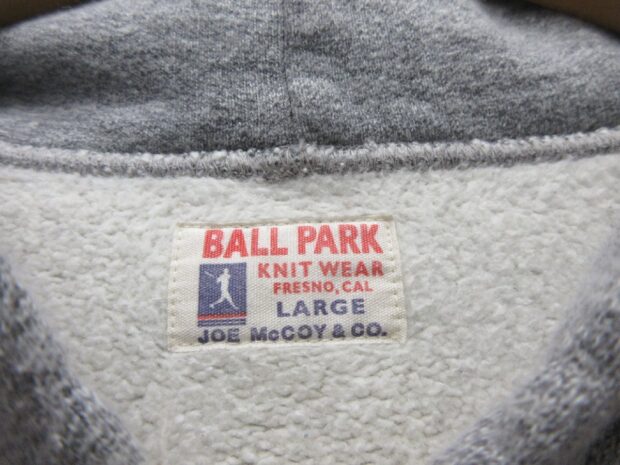 BALL PARK
KNIT WEAR
FRESNO, CAL
LARGE
JOE McCOY & CO.